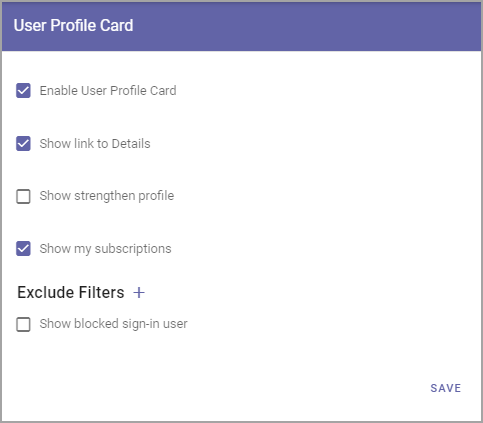 User Profile Card
Enable User Profile Card
Show link to Details
Show strengthen profile
Show my subscriptions
Exclude Filters +
Show blocked sign-in user
SAVE